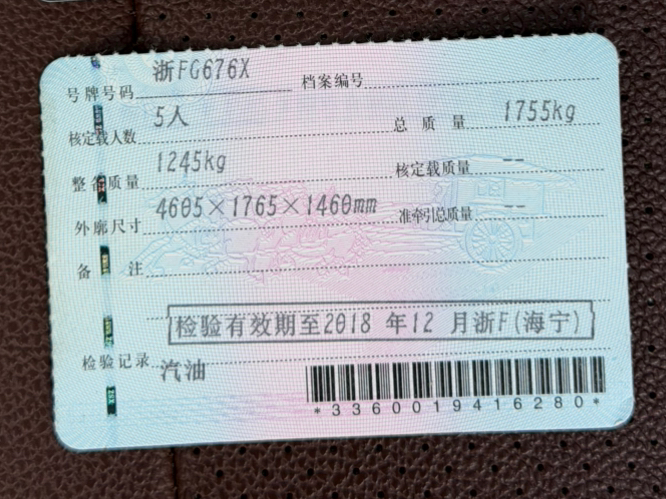 号牌号码 浙FG676X 档案编号
核定载人数 5人 总质量 1755kg
整备质量 1245kg 核定载质量 --
外廓尺寸 4605×1765×1460mm 准牵引总质量 --
备注
检验有效期至2018 年12 月浙F(海宁)
检验记录 汽油
*3360019416280*